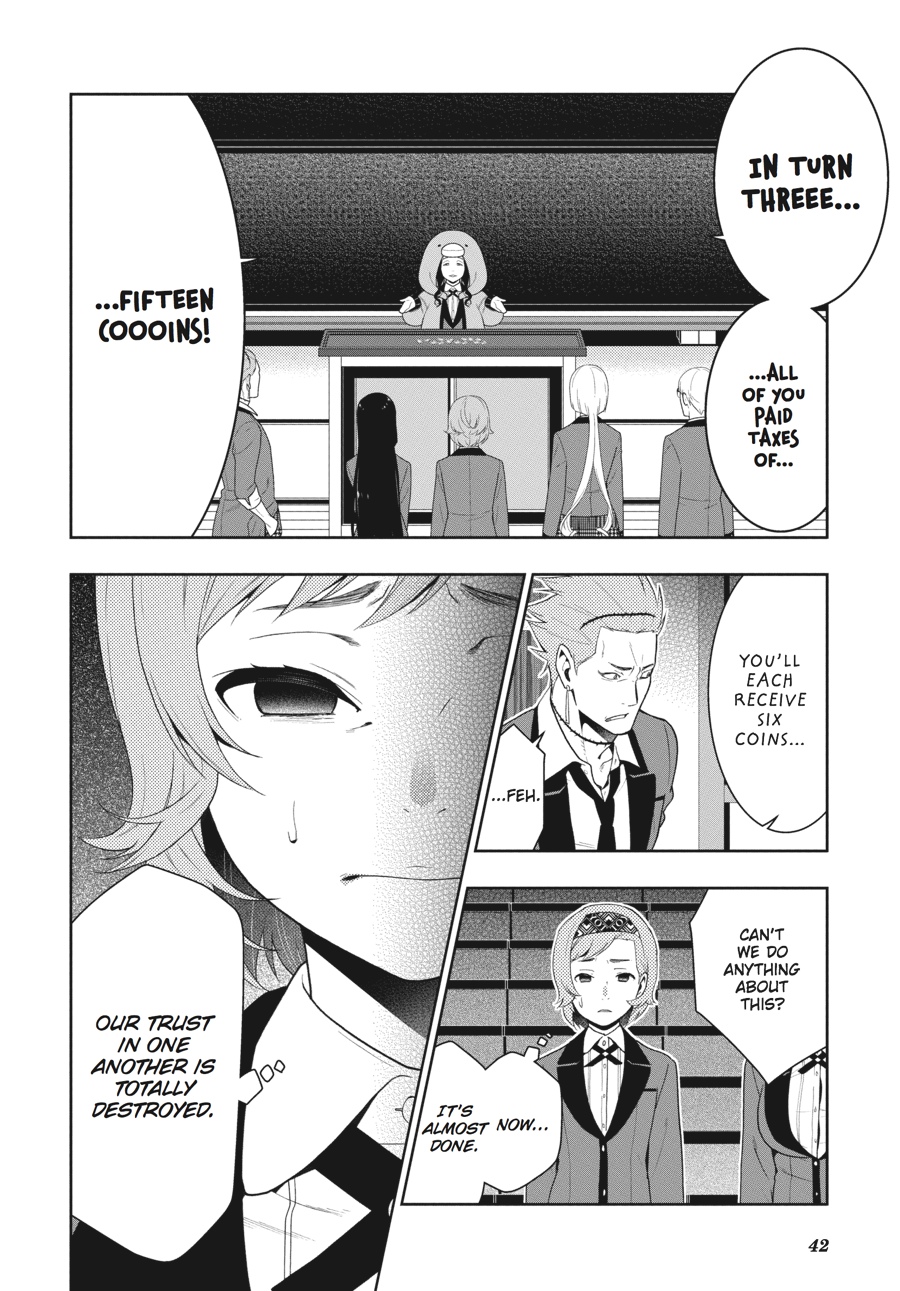 IN TURN
THREEE...
...ALL
OF YOU
PAID
TAXES
OF...
...FIFTEEN
COOOINS!
YOU'LL
EACH
RECEIVE
SIX
COINS...
...FEH.
CAN'T
WE DO
ANYTHING
ABOUT
THIS?
NOW...
IT'S
ALMOST
DONE.
OUR TRUST
IN ONE
ANOTHER IS
TOTALLY
DESTROYED.
42